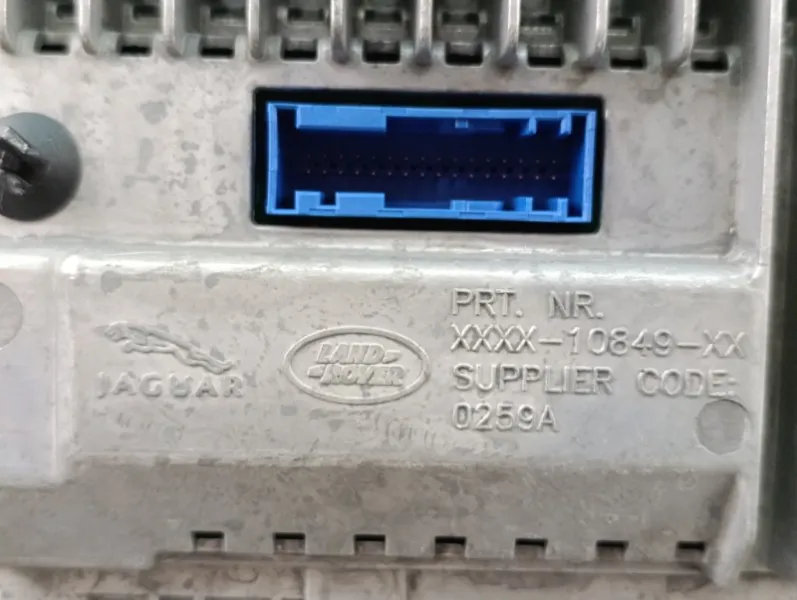 JAGUAR
LAND
ROVER
PRT. NR.
XXXX-10849-XX
SUPPLIER CODE:
0259A